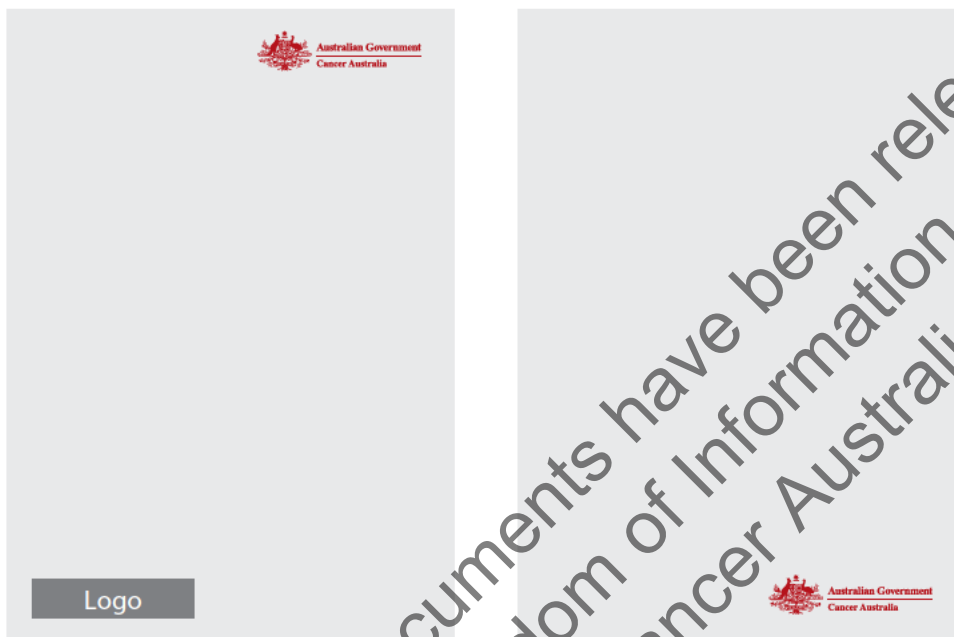 Australian Government
Cancer Australia
Logo
cuments have been rele
dom of Information
ncer Australi
Australian Government
Cancer Australia